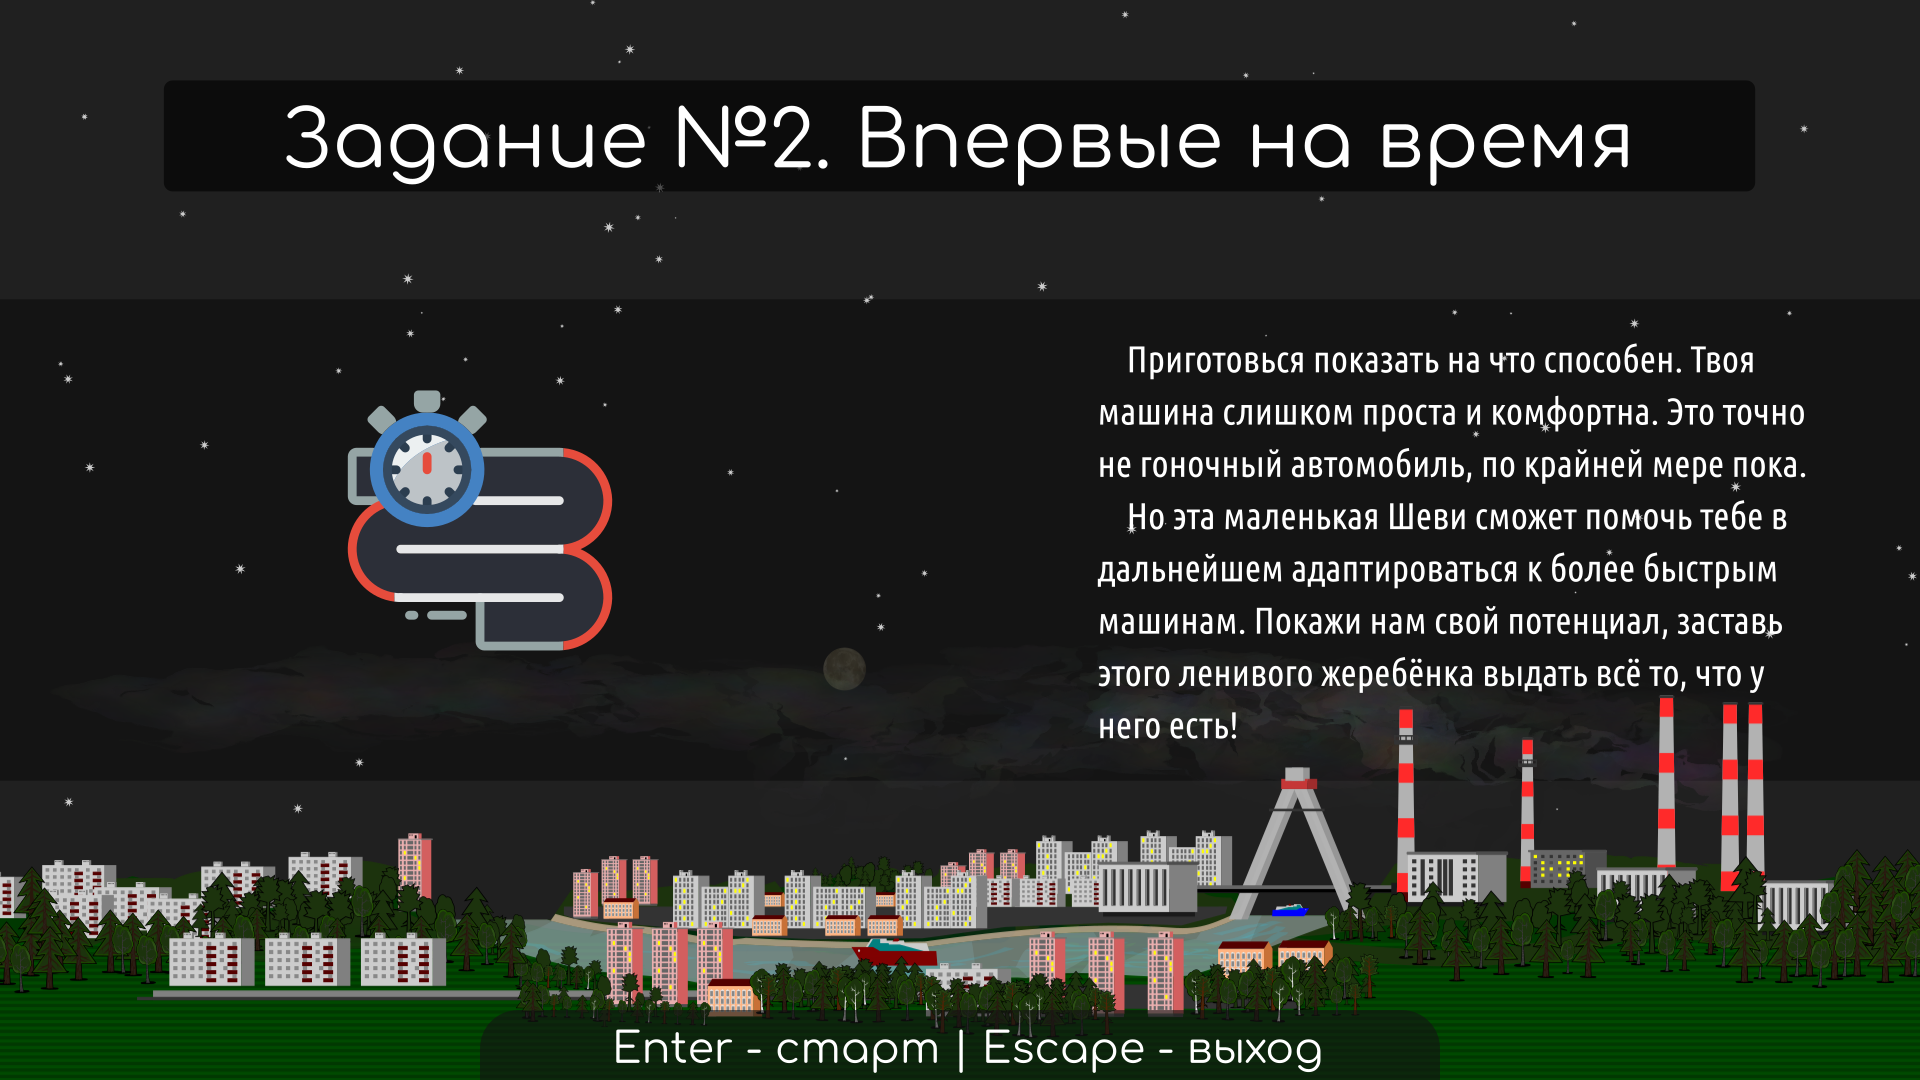 Задание №2. Впервые на время
Приготовься показать на что способен. Твоя
машина слишком проста и комфортна. Это точно
не гоночный автомобиль, по крайней мере пока.
Но эта маленькая Шеви сможет помочь тебе в
дальнейшем адаптироваться к более быстрым
машинам. Покажи нам свой потенциал, заставь
этого ленивого жеребёнка выдать всё то, что у
него есть!
Enter - старт | Escape - выход